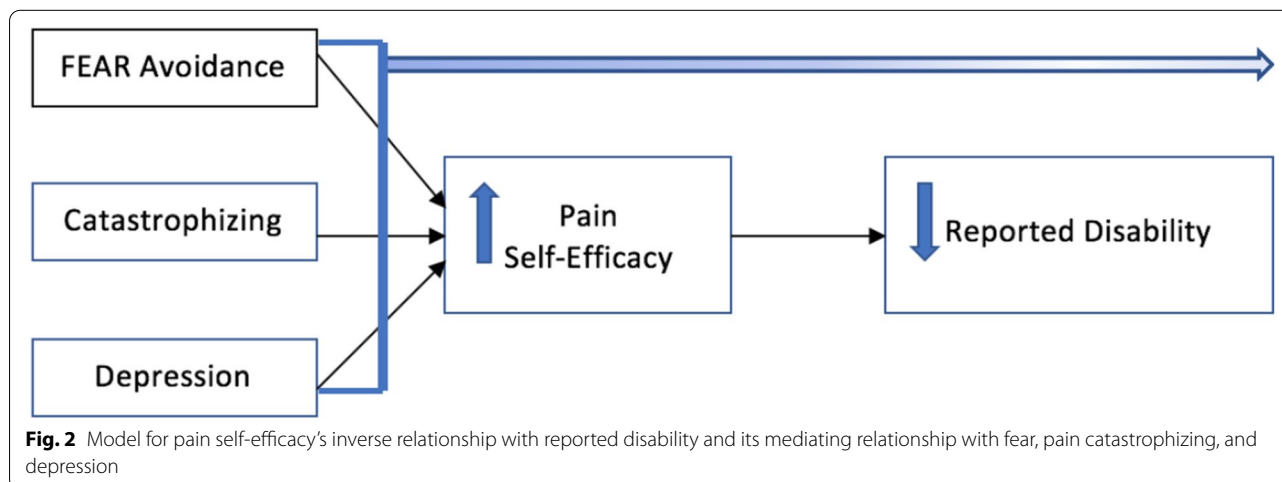 FEAR Avoidance
Catastrophizing
Depression
Pain
Self-Efficacy
Reported Disability
Fig. 2 Model for pain self-efficacy’s inverse relationship with reported disability and its mediating relationship with fear, pain catastrophizing, and
depression